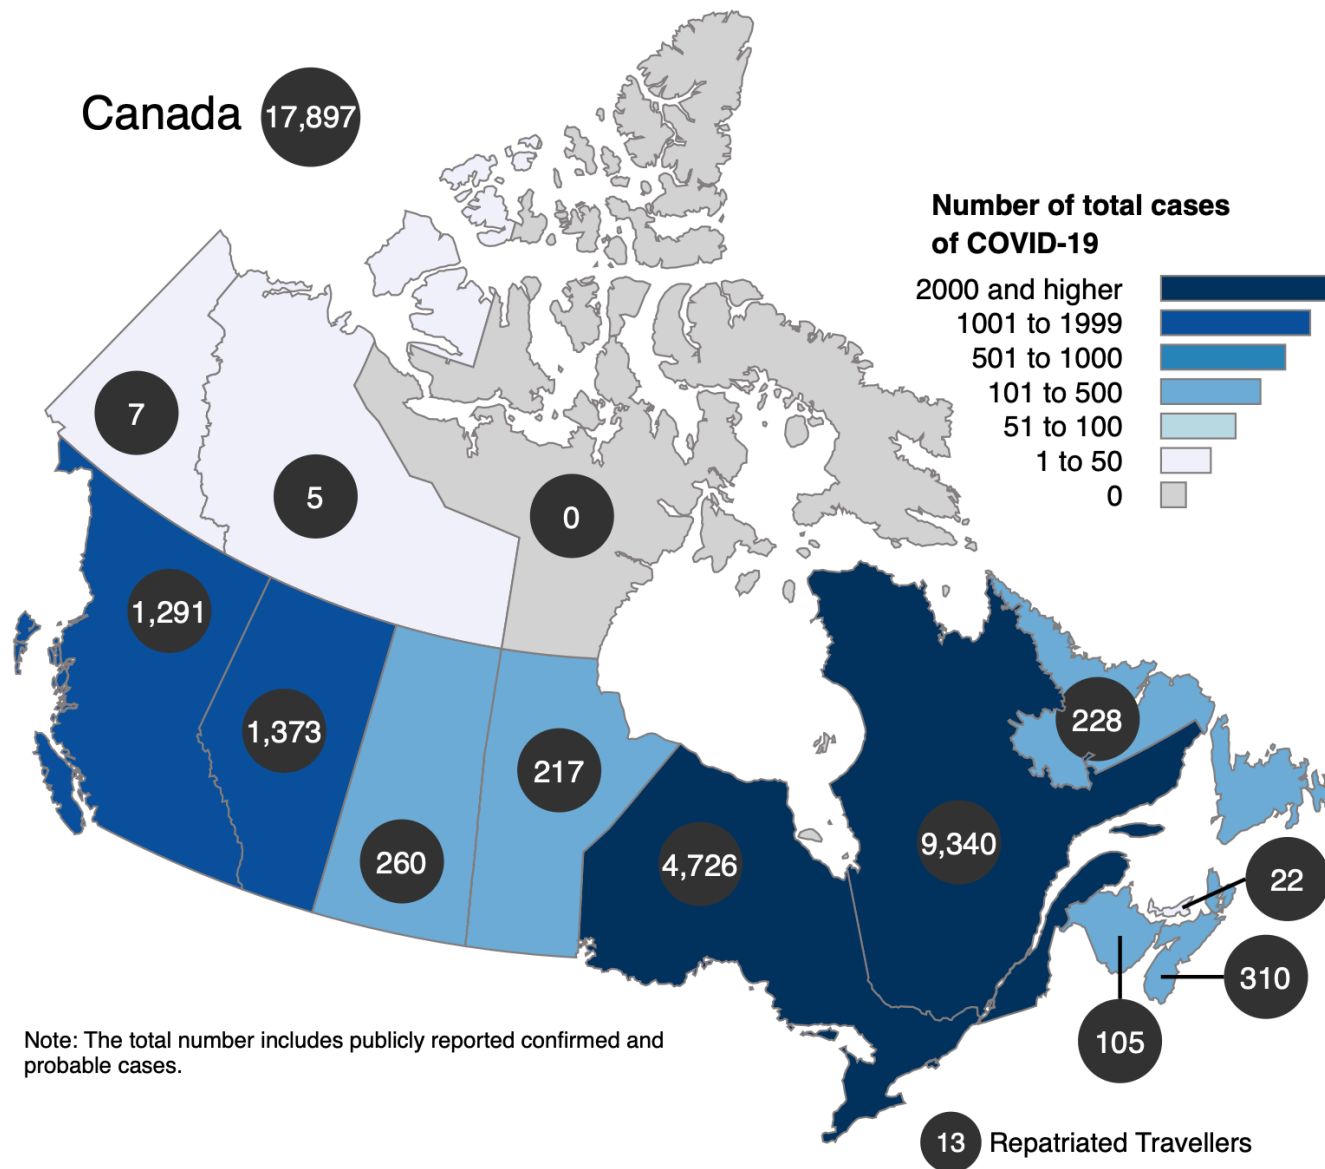 Canada 17,897
Number of total cases
of COVID-19
2000 and higher
1001 to 1999
501 to 1000
101 to 500
51 to 100
1 to 50
0
7
5
0
1,291
1,373
260
217
4,726
9,340
228
22
310
105
Note: The total number includes publicly reported confirmed and
probable cases.
13 Repatriated Travellers